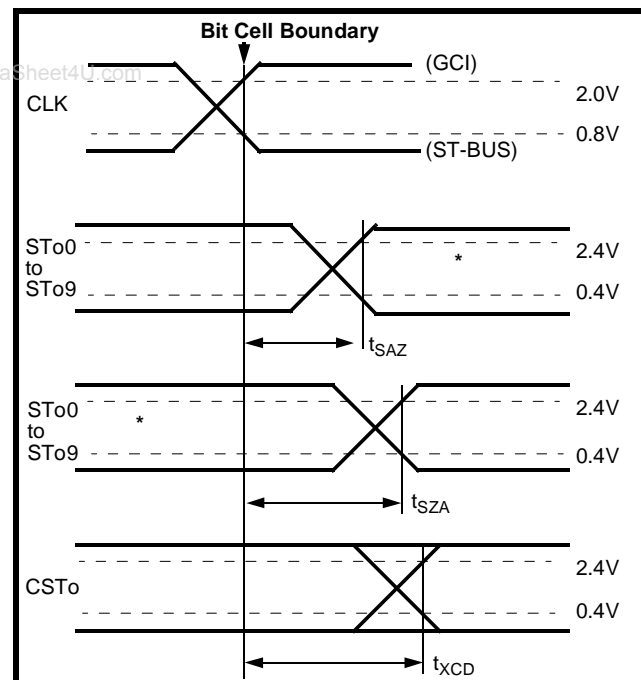 Bit Cell Boundary
aSheet4U.com
(GCI)
CLK
2.0V
0.8V
(ST-BUS)
STo0
to
STo9
*
2.4V
0.4V
tSAZ
STo0
to
STo9
*
2.4V
0.4V
tSZA
CSTo
2.4V
0.4V
tXCD